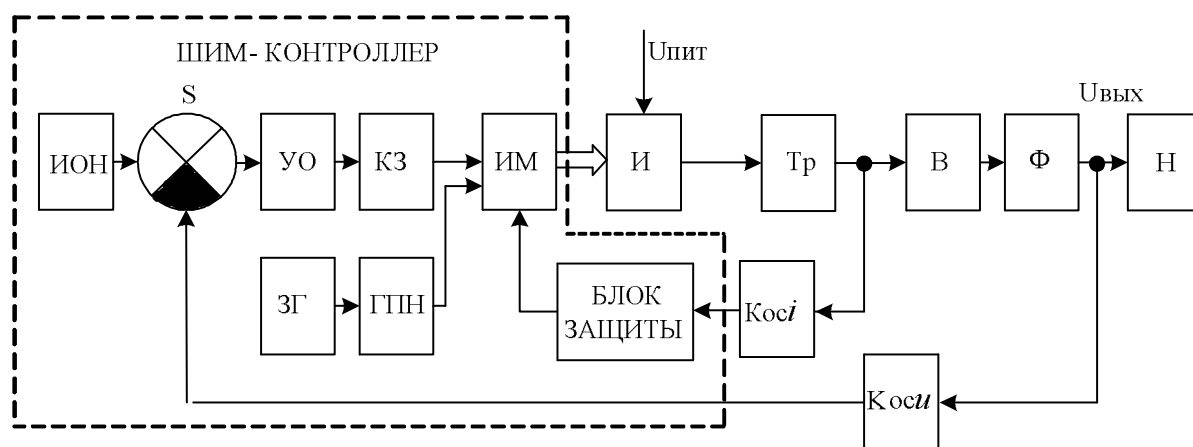 ШИМ- КОНТРОЛЛЕР
Uпит
S
Uвых
ИОН
УО
КЗ
ИМ
И
Тр
В
Ф
Н
ЗГ
ГПН
БЛОК
ЗАЩИТЫ
Косi
Косu